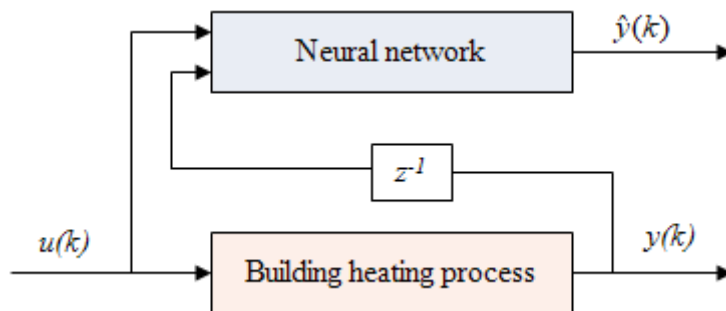 Neural network
ŷ(k)
z⁻¹
u(k)
Building heating process
y(k)